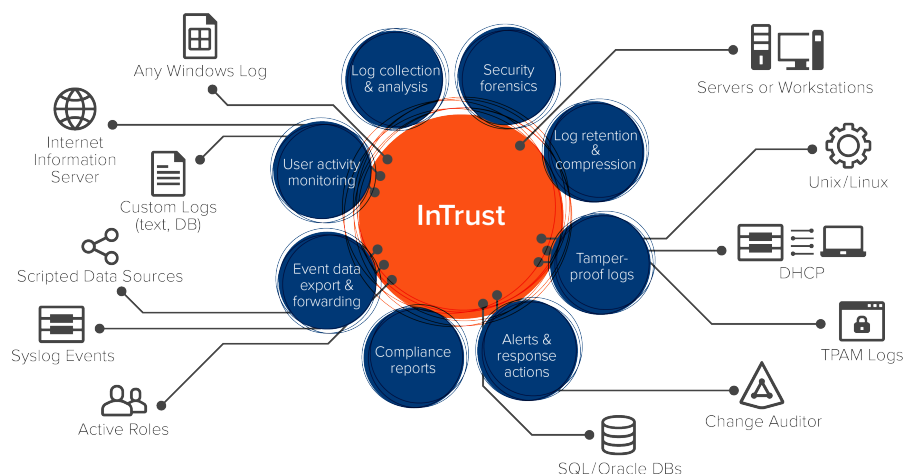 Any Windows Log
Internet
Information
Server
Custom Logs
(text, DB)
Scripted Data Sources
Syslog Events
Active Roles
Log collection
& analysis
Security
forensics
User activity
monitoring
Log retention
&
compression
InTrust
Event data
export &
forwarding
Tamper-
proof logs
Compliance
reports
Alerts &
response
actions
Servers or Workstations
Unix/Linux
DHCP
TPAM Logs
Change Auditor
SQL/Oracle DBs